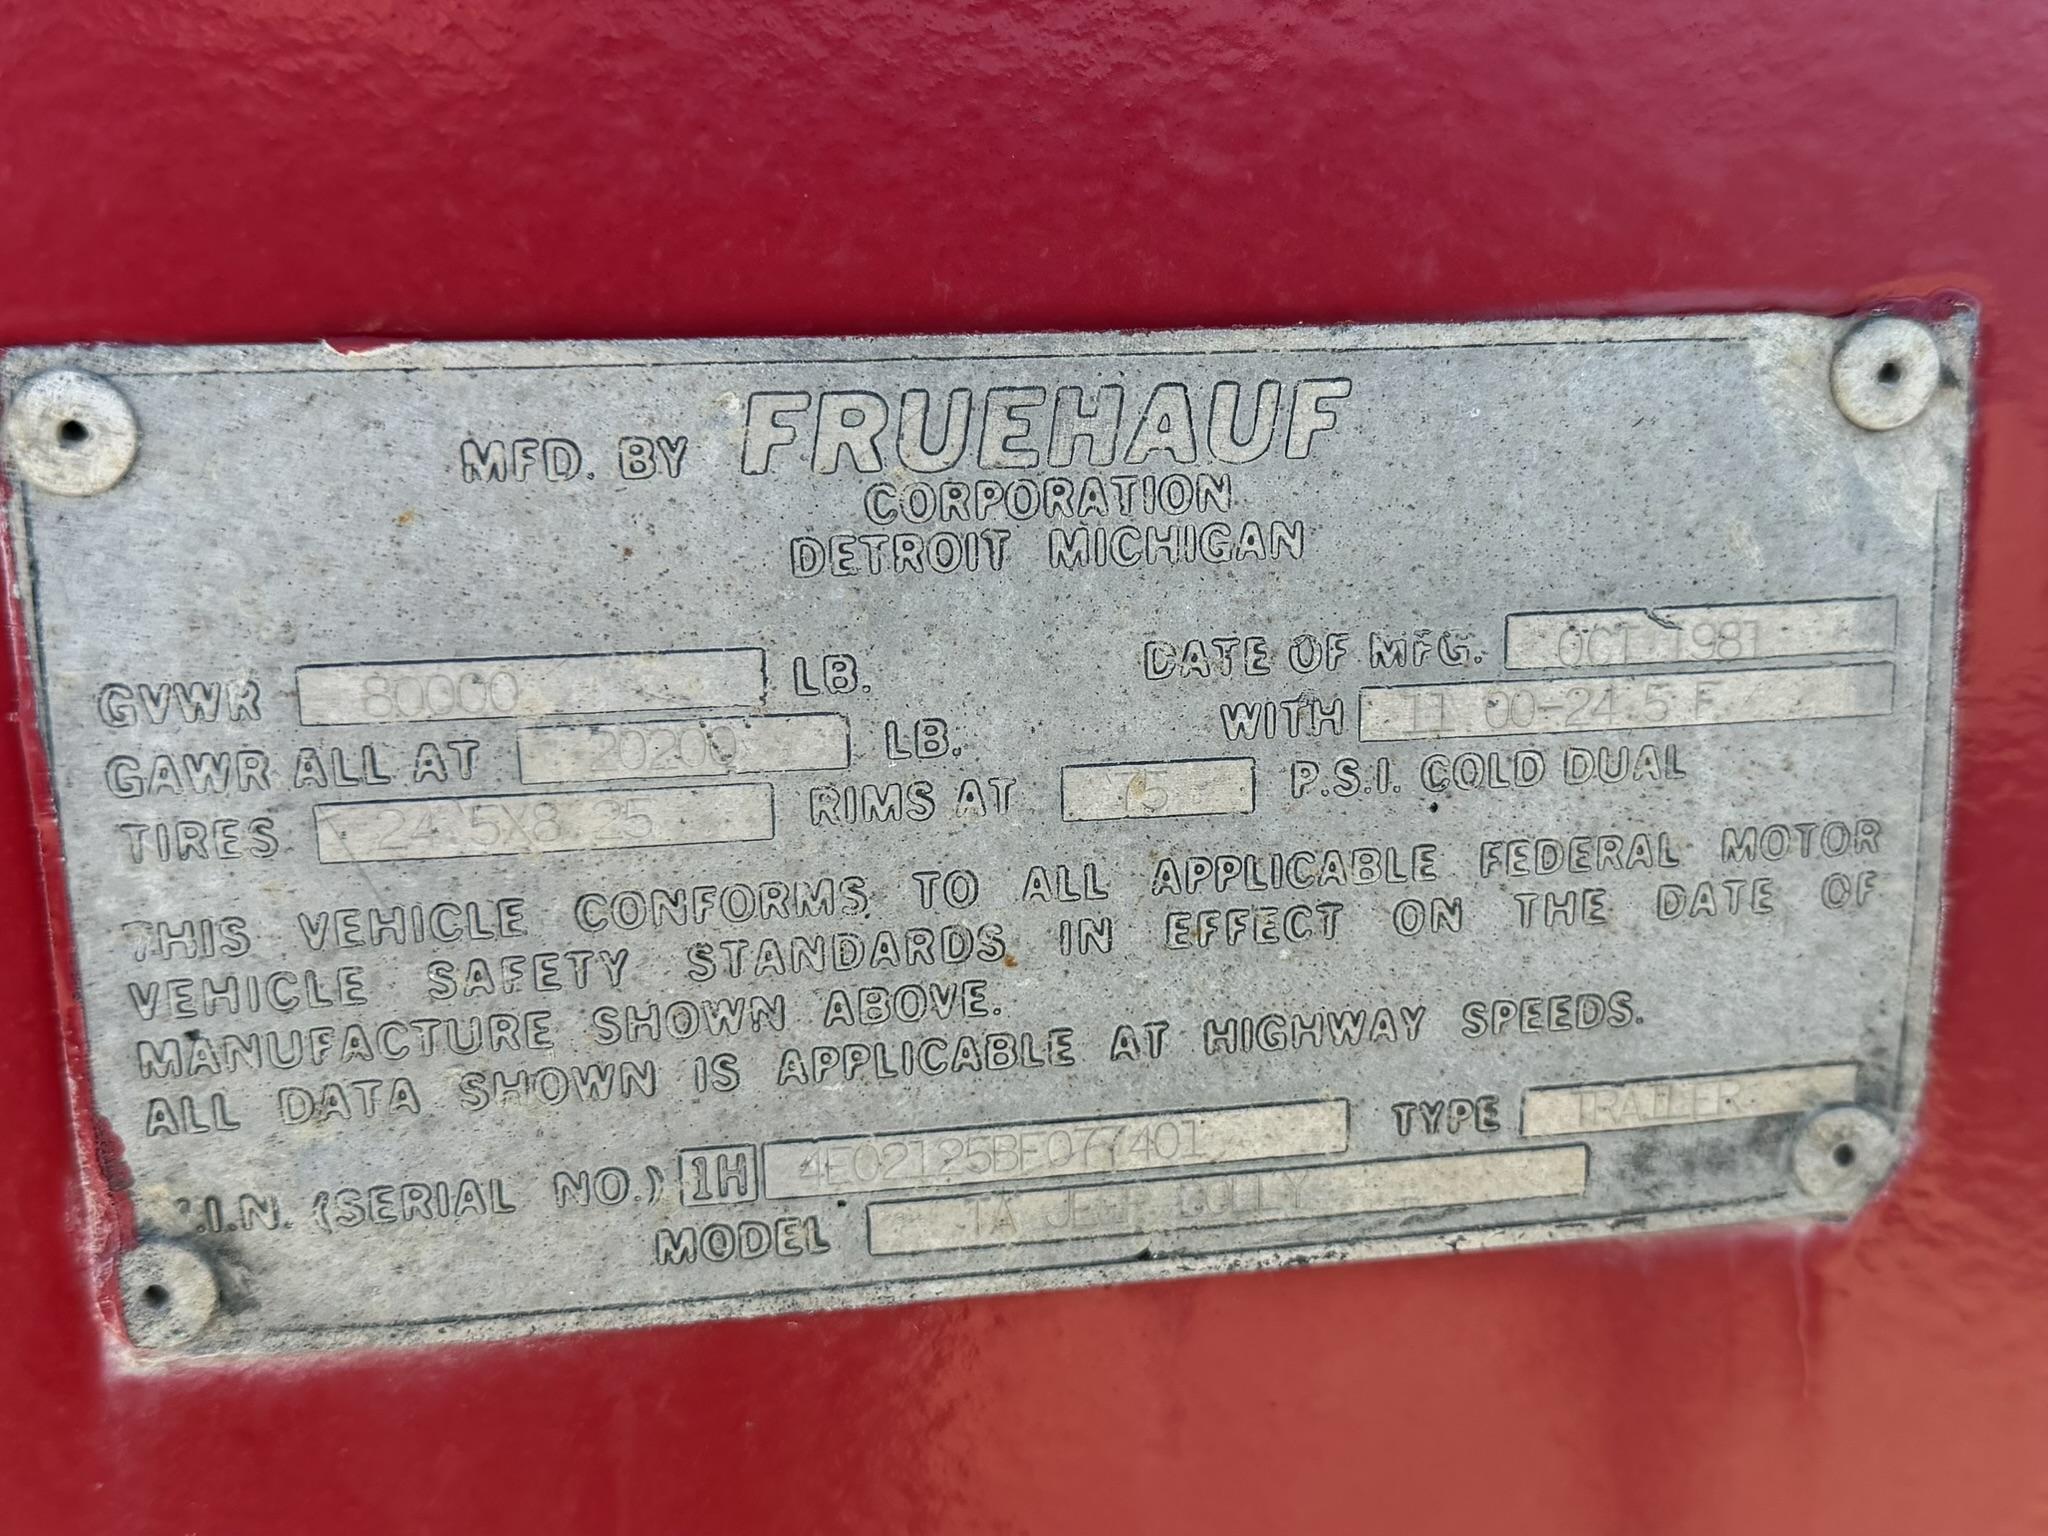 MFD. BY FRUEHAUF
CORPORATION
DETROIT MICHIGAN
GVWR 80000 LB. DATE OF MFG. OCT 1981
GAWR ALL AT 20200 LB. WITH 11 00-24.5 F
TIRES 24.5X8.25 RIMS AT 75 P.S.I. COLD DUAL
THIS VEHICLE CONFORMS TO ALL APPLICABLE FEDERAL MOTOR
VEHICLE SAFETY STANDARDS IN EFFECT ON THE DATE OF
MANUFACTURE SHOWN ABOVE.
ALL DATA SHOWN IS APPLICABLE AT HIGHWAY SPEEDS.
V.I.N. (SERIAL NO.) 1H 4E02125BF077401 TYPE TRAILER
MODEL TA JEEP DOLLY